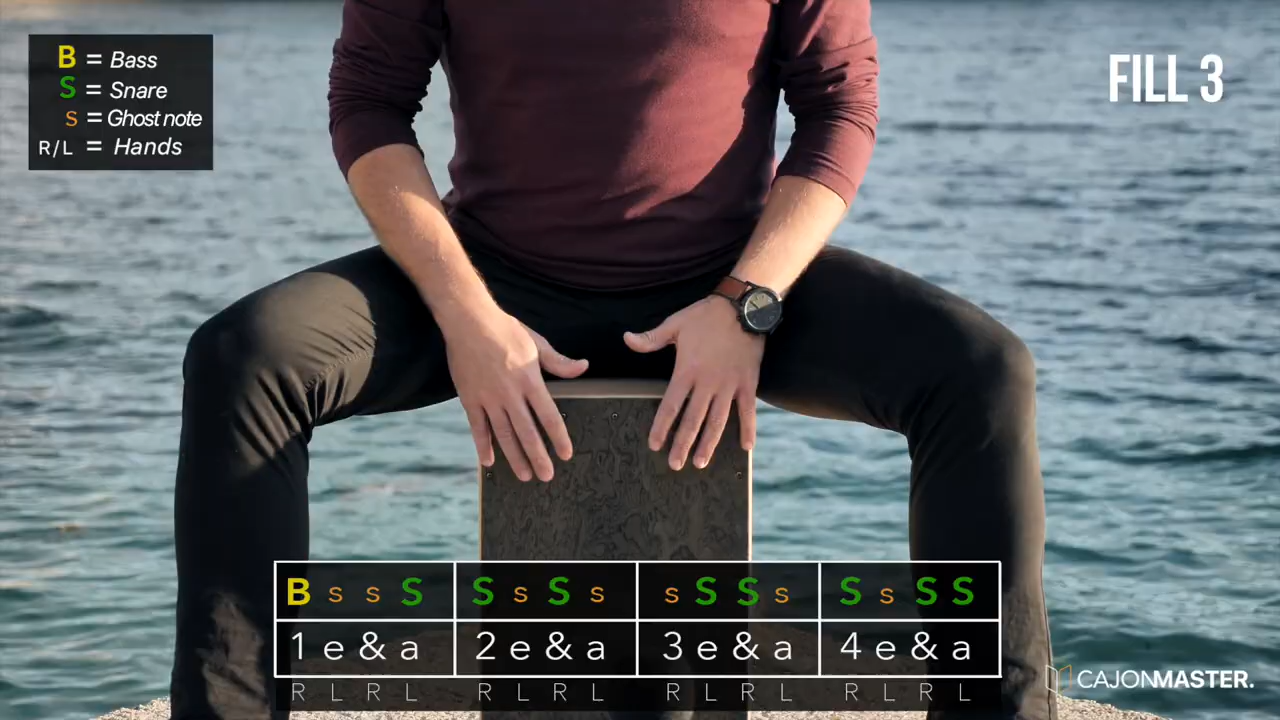 B = Bass
S = Snare
s = Ghost note
R/L = Hands
FILL 3
B s s S S s S s s S S s S s S S
1 e & a 2 e & a 3 e & a 4 e & a
R L R L R L R L R L R L R L R L
CAJONMASTER.